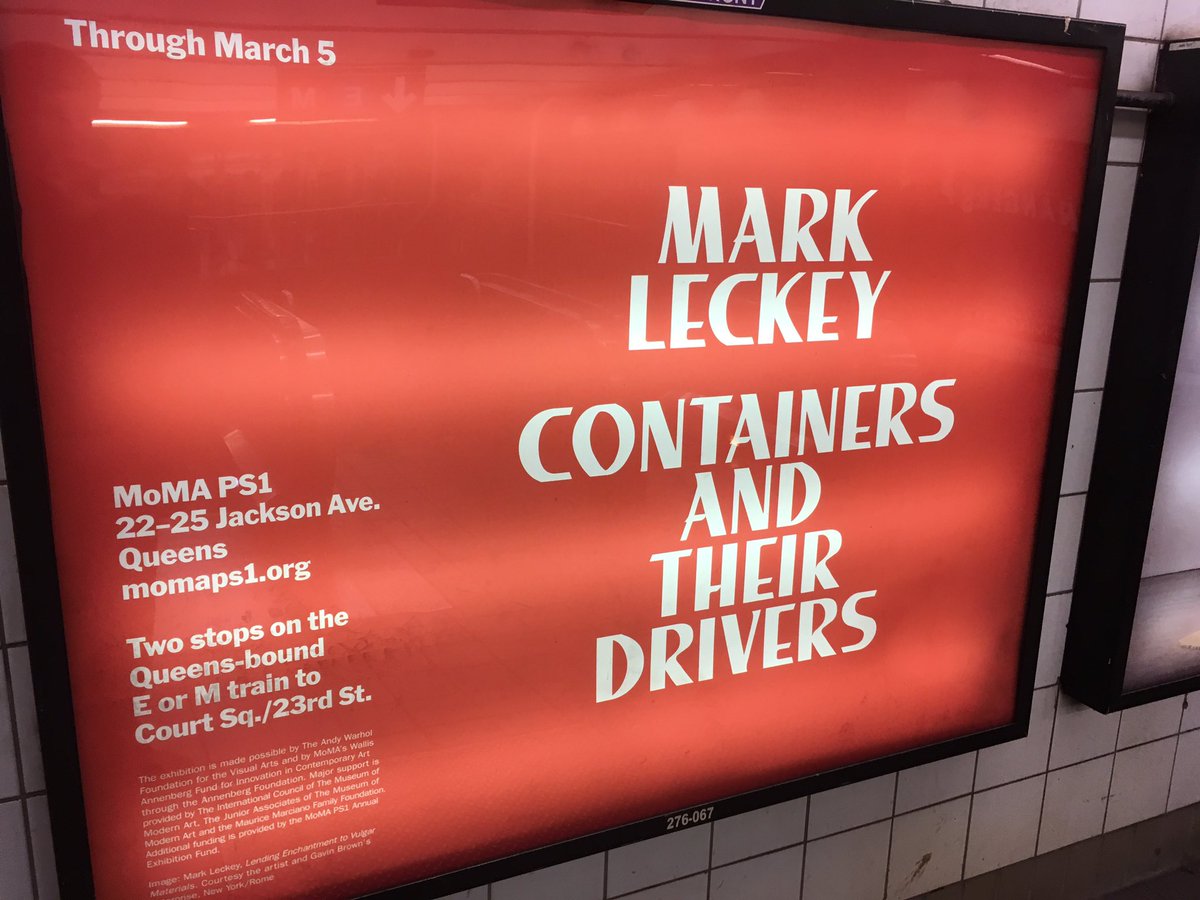 Through March 5
MARK
LECKEY
CONTAINERS
AND
THEIR
DRIVERS
MoMA PS1
22–25 Jackson Ave.
Queens
momaps1.org
Two stops on the
Queens-bound
E or M train to
Court Sq./23rd St.
The exhibition is made possible by The Andy Warhol
Foundation for the Visual Arts and by MoMA's Wallis
Annenberg Fund for Innovation in Contemporary Art
through the Annenberg Foundation. Major support is
provided by The International Council of The Museum of
Modern Art, The Junior Associates of The Museum of
Modern Art and the Maurice Marciano Family Foundation.
Additional funding is provided by the MoMA PS1 Annual
Exhibition Fund.
Image: Mark Leckey, Lending Enchantment to Vulgar
Materials. Courtesy the artist and Gavin Brown's
New York/Rome
276-067